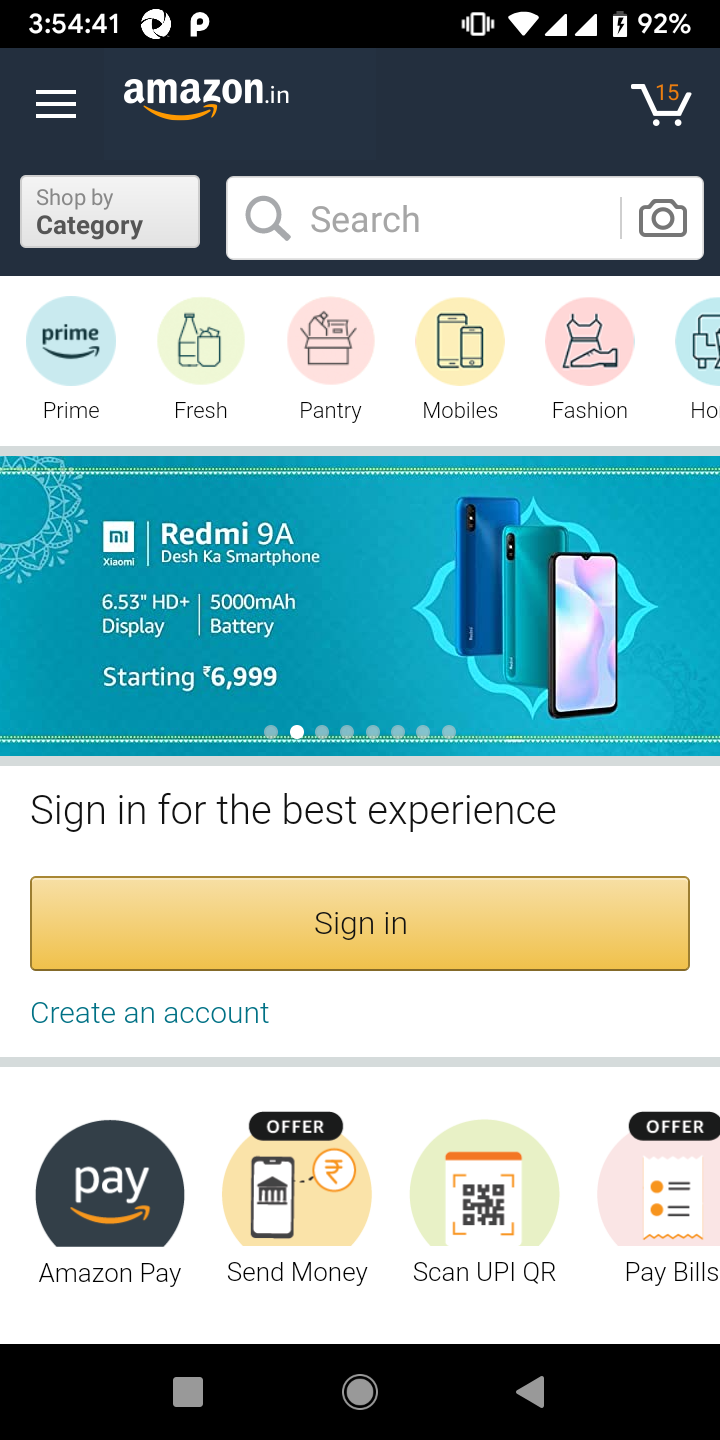 3:54:41 92%
amazon.in
15
Shop by
Category
Search
prime
Prime Fresh Pantry Mobiles Fashion Ho
mi
Xiaomi
Redmi 9A
Desh Ka Smartphone
6.53" HD+
Display
5000mAh
Battery
Starting ₹6,999
Sign in for the best experience
Sign in
Create an account
OFFER OFFER
pay ₹
Amazon Pay Send Money Scan UPI QR Pay Bills